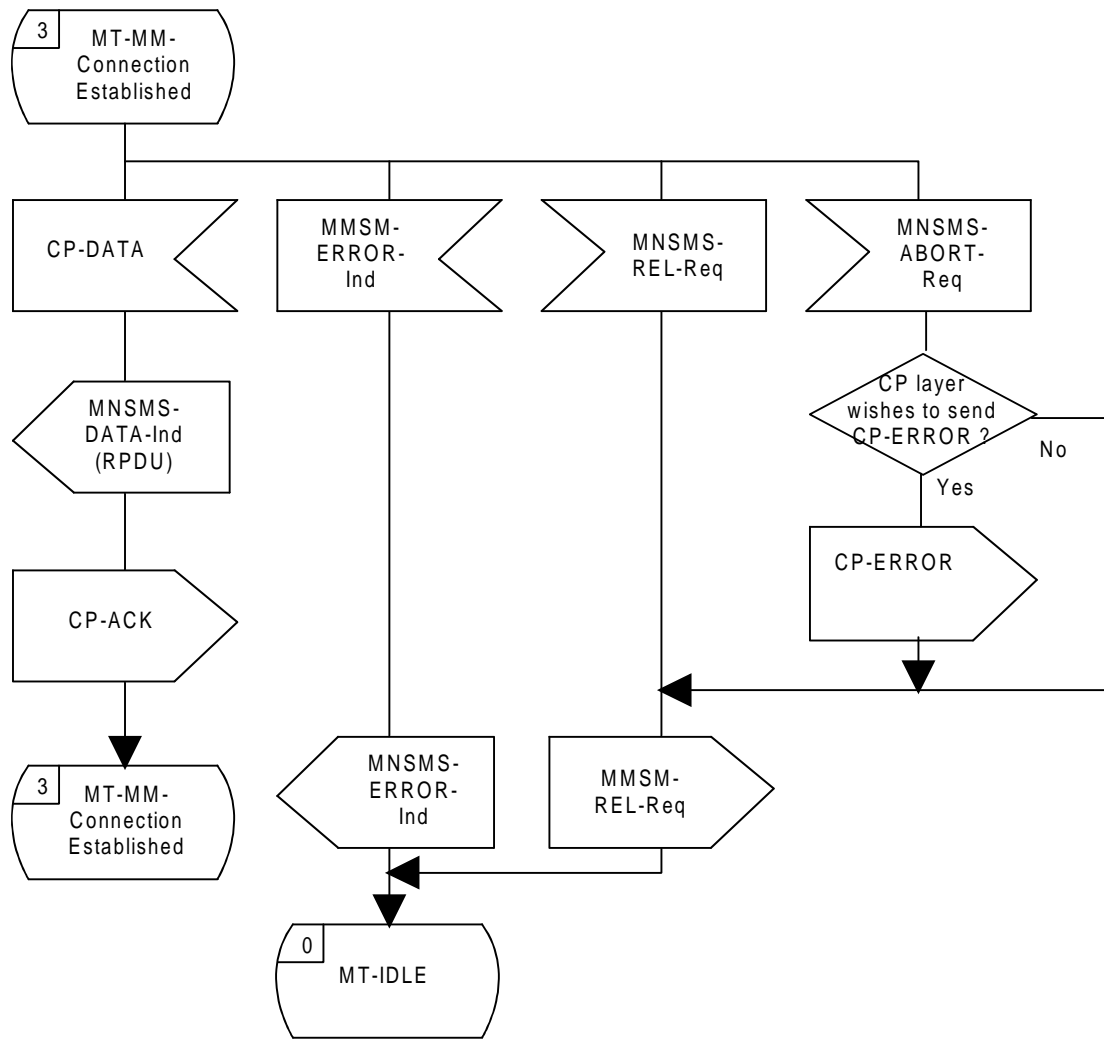 3
MT-MM-
Connection
Established
CP-DATA
MMSM-
ERROR-
Ind
MNSMS-
REL-Req
MNSMS-
ABORT-
Req
CP layer
wishes to send
CP-ERROR ?
No
Yes
MNSMS-
DATA-Ind
(RPDU)
CP-ERROR
CP-ACK
3
MT-MM-
Connection
Established
MNSMS-
ERROR-
Ind
MMSM-
REL-Req
0
MT-IDLE